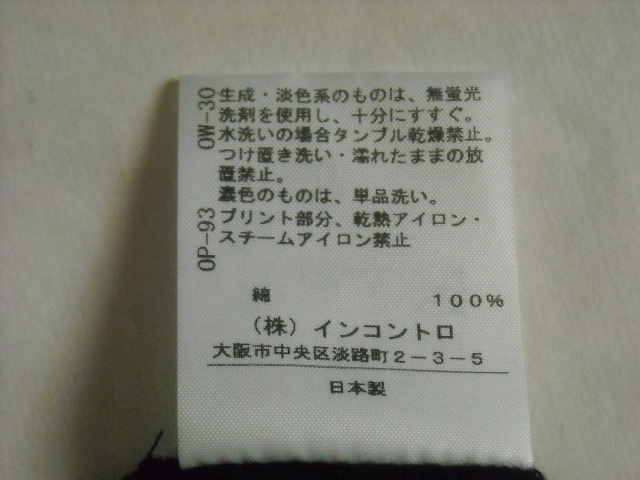 OW-30
生成・淡色系のものは、無蛍光
洗剤を使用し、十分にすすぐ。
水洗いの場合タンブル乾燥禁止。
つけ置き洗い・濡れたままの放
置禁止。
濃色のものは、単品洗い。
OP-93
プリント部分、乾熱アイロン・
スチームアイロン禁止
綿 100%
(株)インコントロ
大阪市中央区淡路町2-3-5
日本製